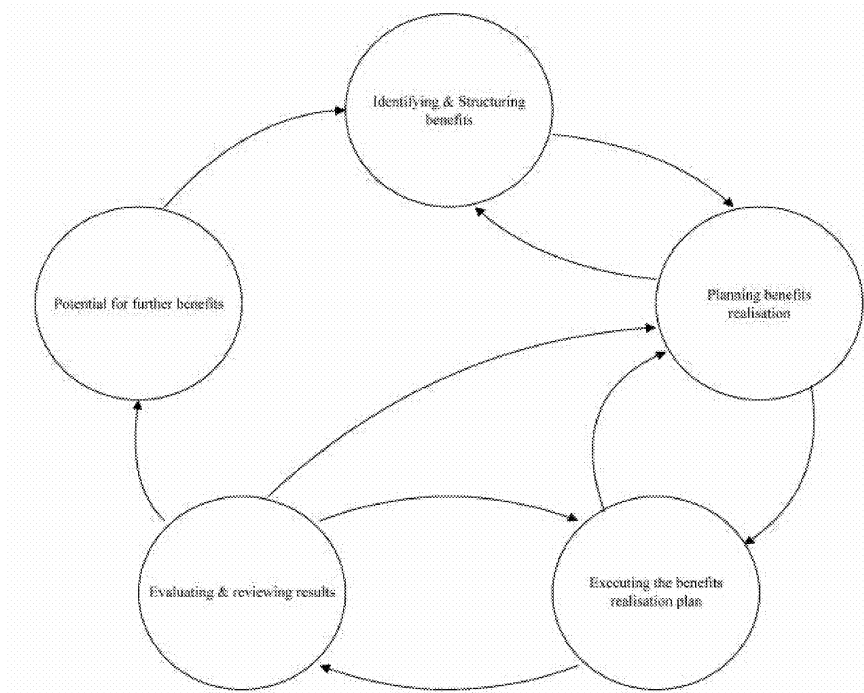 Identifying & Structuring
benefits
Potential for further benefits
Planning benefits
realisation
Evaluating & reviewing results
Executing the benefits
realisation plan